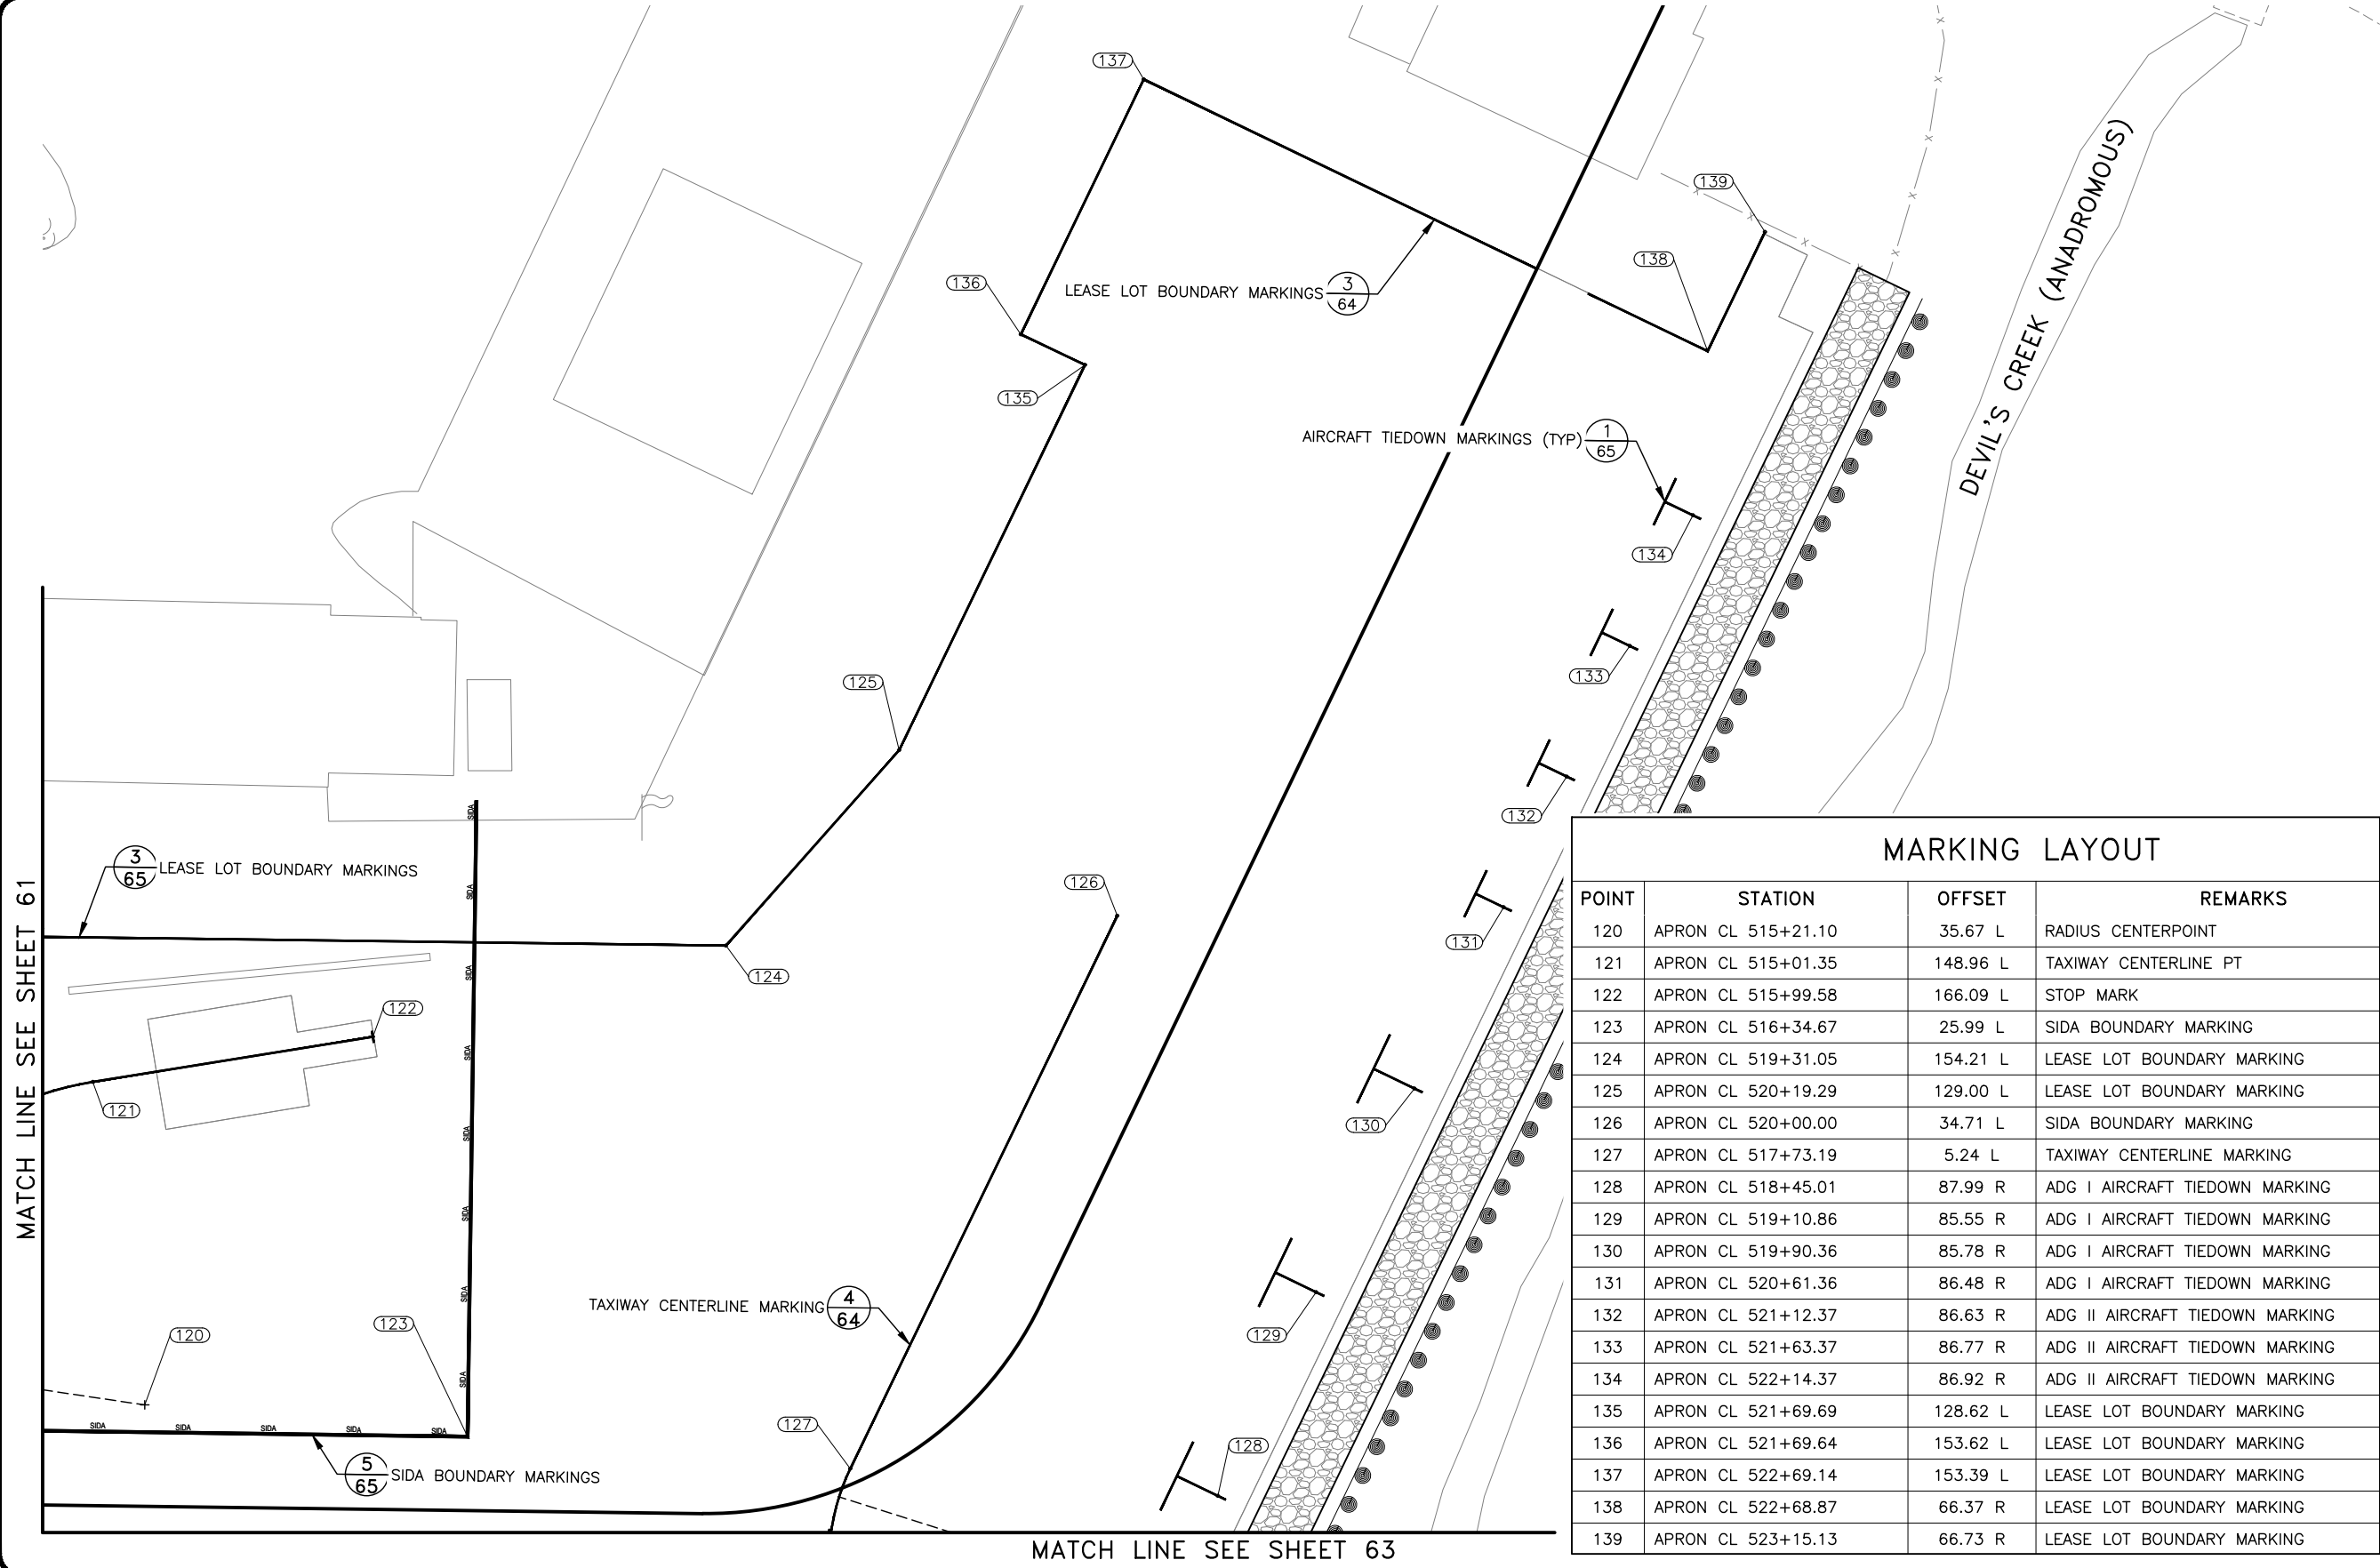 137
139
138
136
LEASE LOT BOUNDARY MARKINGS 3
64
135
AIRCRAFT TIEDOWN MARKINGS (TYP) 1
65
DEVIL'S CREEK (ANADROMOUS)
134
133
125
132
SIDA
3
65 LEASE LOT BOUNDARY MARKINGS
126
SIDA
131
124
SIDA
122
SIDA
121
130
SIDA
SIDA
MATCH LINE SEE SHEET 61
SIDA
TAXIWAY CENTERLINE MARKING 4
64
123
120
129
SIDA
127
SIDA SIDA SIDA SIDA SIDA
128
5
65 SIDA BOUNDARY MARKINGS
MATCH LINE SEE SHEET 63
MARKING LAYOUT
POINT STATION OFFSET REMARKS
120 APRON CL 515+21.10 35.67 L RADIUS CENTERPOINT
121 APRON CL 515+01.35 148.96 L TAXIWAY CENTERLINE PT
122 APRON CL 515+99.58 166.09 L STOP MARK
123 APRON CL 516+34.67 25.99 L SIDA BOUNDARY MARKING
124 APRON CL 519+31.05 154.21 L LEASE LOT BOUNDARY MARKING
125 APRON CL 520+19.29 129.00 L LEASE LOT BOUNDARY MARKING
126 APRON CL 520+00.00 34.71 L SIDA BOUNDARY MARKING
127 APRON CL 517+73.19 5.24 L TAXIWAY CENTERLINE MARKING
128 APRON CL 518+45.01 87.99 R ADG I AIRCRAFT TIEDOWN MARKING
129 APRON CL 519+10.86 85.55 R ADG I AIRCRAFT TIEDOWN MARKING
130 APRON CL 519+90.36 85.78 R ADG I AIRCRAFT TIEDOWN MARKING
131 APRON CL 520+61.36 86.48 R ADG I AIRCRAFT TIEDOWN MARKING
132 APRON CL 521+12.37 86.63 R ADG II AIRCRAFT TIEDOWN MARKING
133 APRON CL 521+63.37 86.77 R ADG II AIRCRAFT TIEDOWN MARKING
134 APRON CL 522+14.37 86.92 R ADG II AIRCRAFT TIEDOWN MARKING
135 APRON CL 521+69.69 128.62 L LEASE LOT BOUNDARY MARKING
136 APRON CL 521+69.64 153.62 L LEASE LOT BOUNDARY MARKING
137 APRON CL 522+69.14 153.39 L LEASE LOT BOUNDARY MARKING
138 APRON CL 522+68.87 66.37 R LEASE LOT BOUNDARY MARKING
139 APRON CL 523+15.13 66.73 R LEASE LOT BOUNDARY MARKING